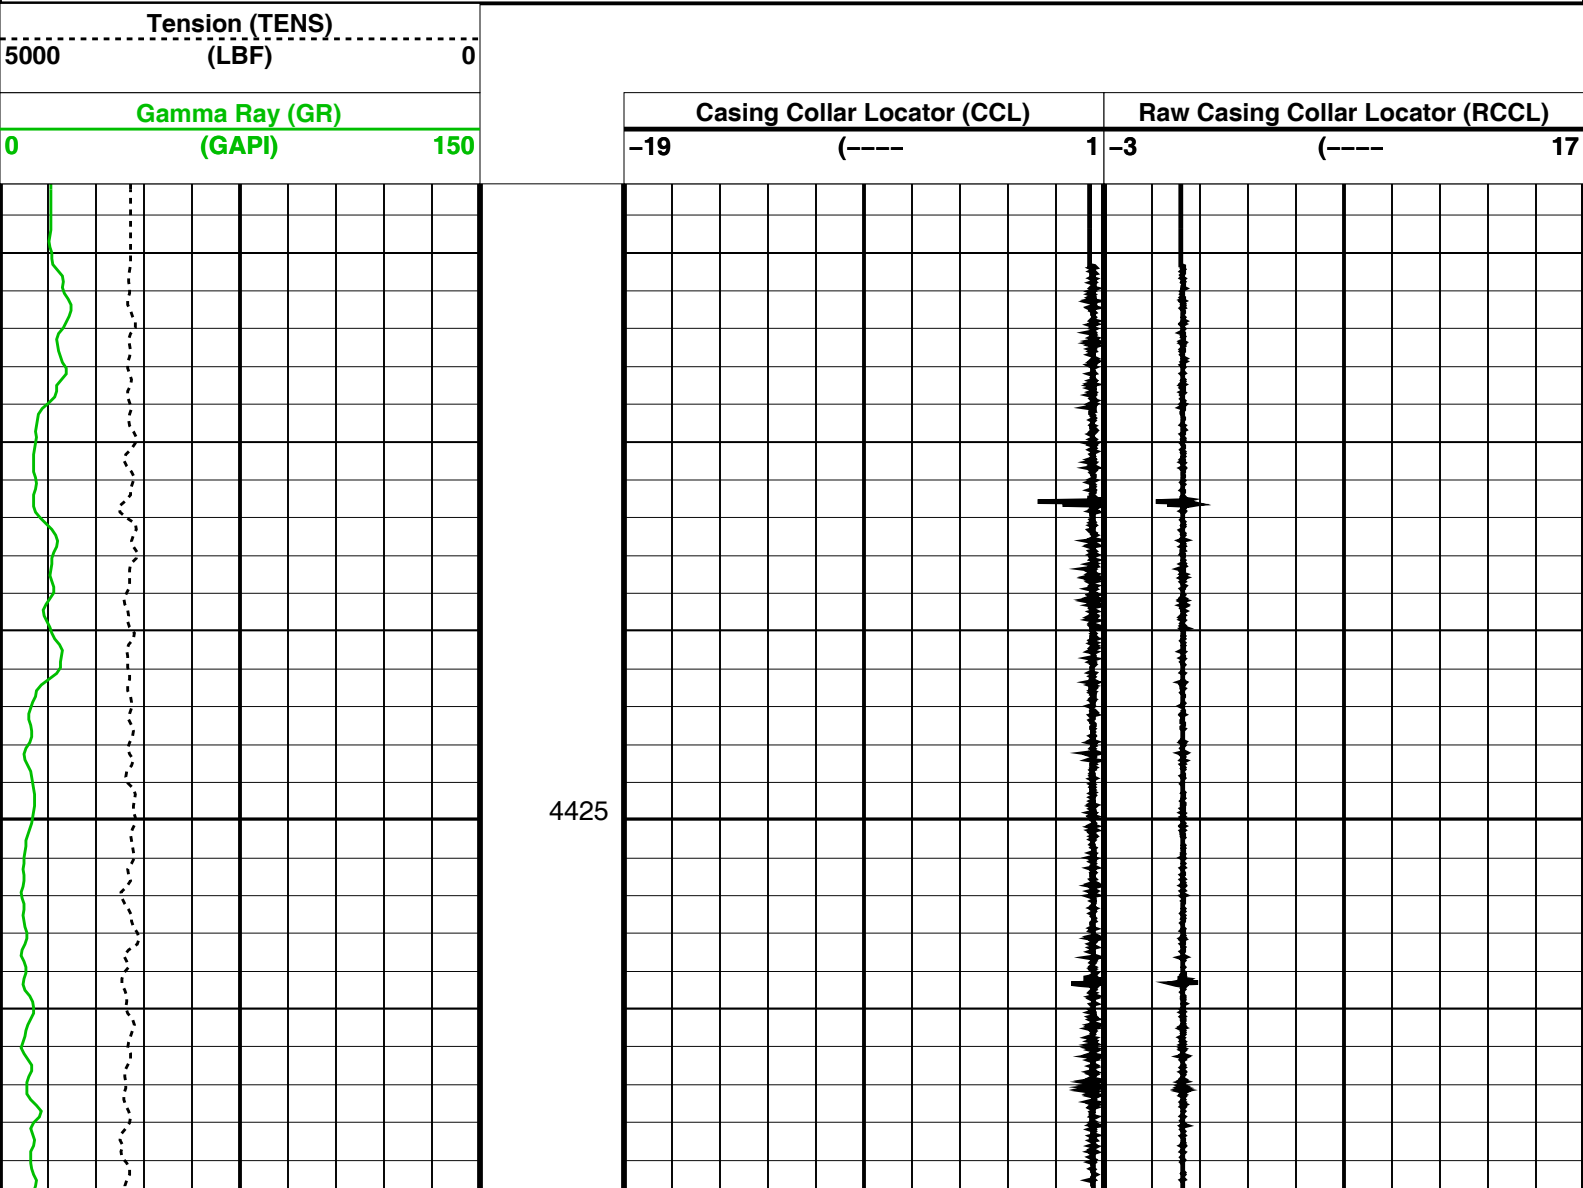 Tension (TENS)
5000 (LBF) 0
Gamma Ray (GR)
0 (GAPI) 150
Casing Collar Locator (CCL)
−19 (−−−− 1
Raw Casing Collar Locator (RCCL)
−3 (−−−− 17
4425